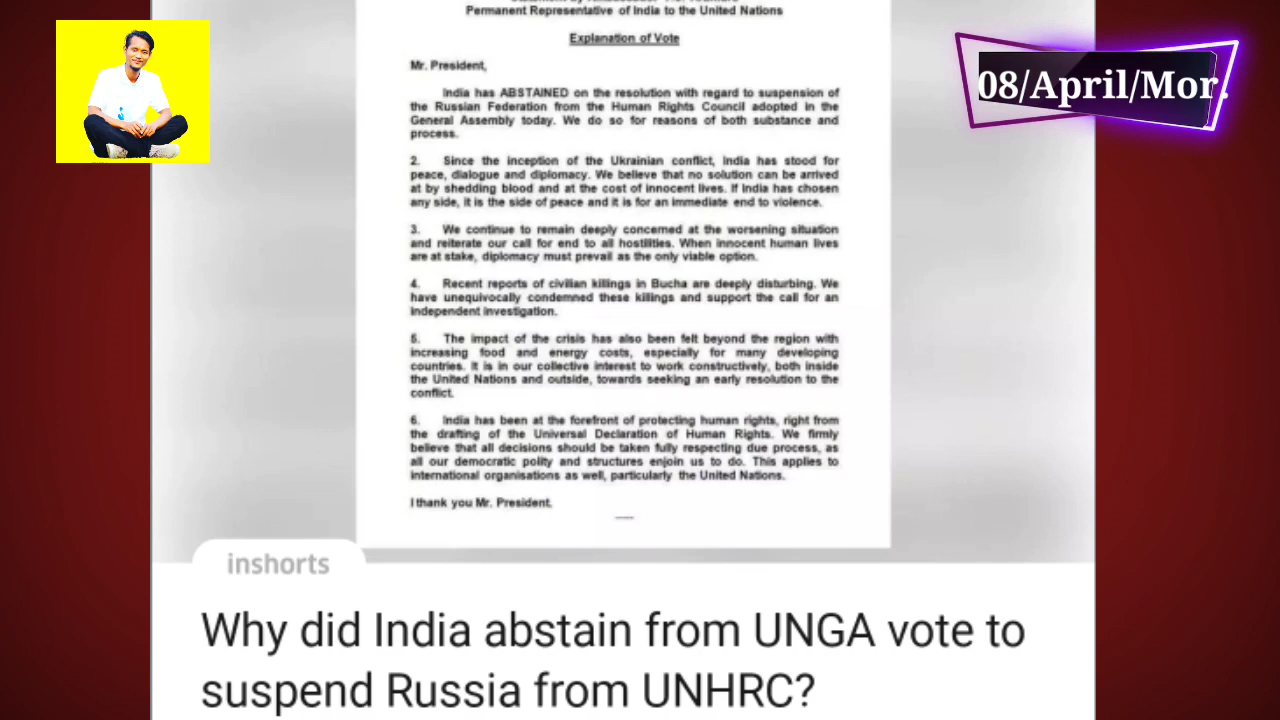 Permanent Representative of India to the United Nations
Explanation of Vote
08/April/Mor.
Mr. President,
India has ABSTAINED on the resolution with regard to suspension of
the Russian Federation from the Human Rights Council adopted in the
General Assembly today. We do so for reasons of both substance and
process.
2. Since the inception of the Ukrainian conflict, India has stood for
peace, dialogue and diplomacy. We believe that no solution can be arrived
at by shedding blood and at the cost of innocent lives. If India has chosen
any side, it is the side of peace and it is for an immediate end to violence.
3. We continue to remain deeply concerned at the worsening situation
and reiterate our call for end to all hostilities. When innocent human lives
are at stake, diplomacy must prevail as the only viable option.
4. Recent reports of civilian killings in Bucha are deeply disturbing. We
have unequivocally condemned these killings and support the call for an
independent investigation.
5. The impact of the crisis has also been felt beyond the region with
increasing food and energy costs, especially for many developing
countries. It is in our collective interest to work constructively, both inside
the United Nations and outside, towards seeking an early resolution to the
conflict.
6. India has been at the forefront of protecting human rights, right from
the drafting of the Universal Declaration of Human Rights. We firmly
believe that all decisions should be taken fully respecting due process, as
all our democratic polity and structures enjoin us to do. This applies to
international organisations as well, particularly the United Nations.
I thank you Mr. President.
inshorts
Why did India abstain from UNGA vote to
suspend Russia from UNHRC?